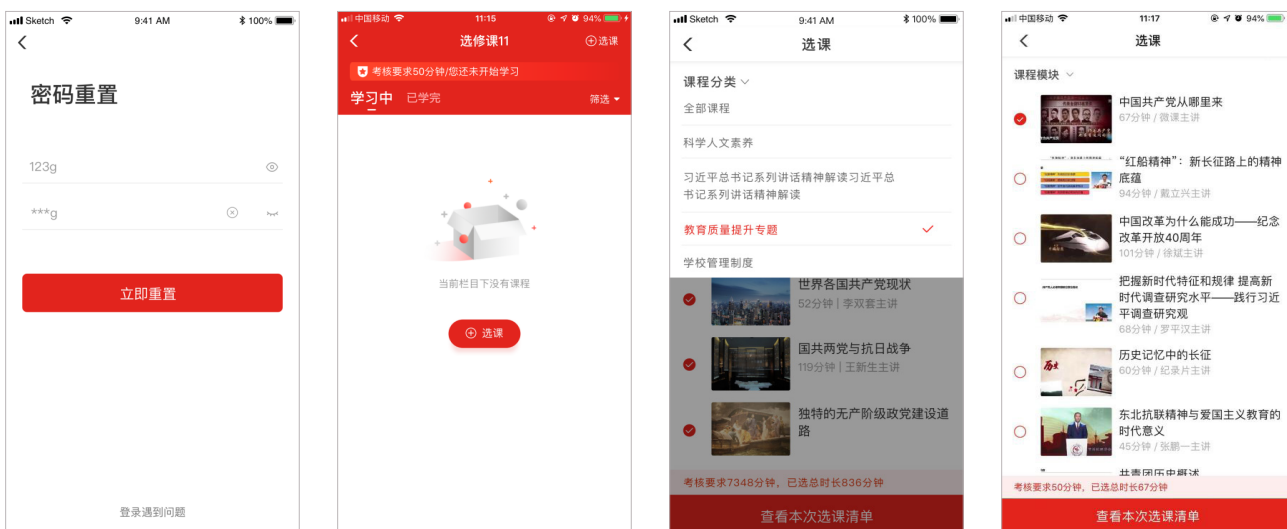 Sketch 9:41 AM 100%
密码重置
123g
***g
立即重置
登录遇到问题
中国移动 11:15 94%
选修课11
选课
考核要求50分钟/您还未开始学习
学习中 已学完 筛选
当前栏目下没有课程
选课
Sketch 9:41 AM 100%
选课
课程分类
全部课程
科学人文素养
习近平总书记系列讲话精神解读习近平总
书记系列讲话精神解读
教育质量提升专题
学校管理制度
世界各国共产党现状
52分钟 | 李双套主讲
国共两党与抗日战争
119分钟 | 王新生主讲
独特的无产阶级政党建设道
路
考核要求7348分钟，已选总时长836分钟
查看本次选课清单
中国移动 11:17 94%
选课
课程模块
中国共产党从哪里来
67分钟 / 微课主讲
“红船精神”：新长征路上的精神
底蕴
94分钟 / 戴立兴主讲
中国改革为什么能成功——纪念
改革开放40周年
101分钟 / 徐斌主讲
把握新时代特征和规律 提高新
时代调查研究水平——践行习近
平调查研究观
68分钟 / 罗平汉主讲
历史记忆中的长征
60分钟 / 纪录片主讲
东北抗联精神与爱国主义教育的
时代意义
45分钟 / 张鹏一主讲
共青团历史概述
考核要求50分钟，已选总时长67分钟
查看本次选课清单